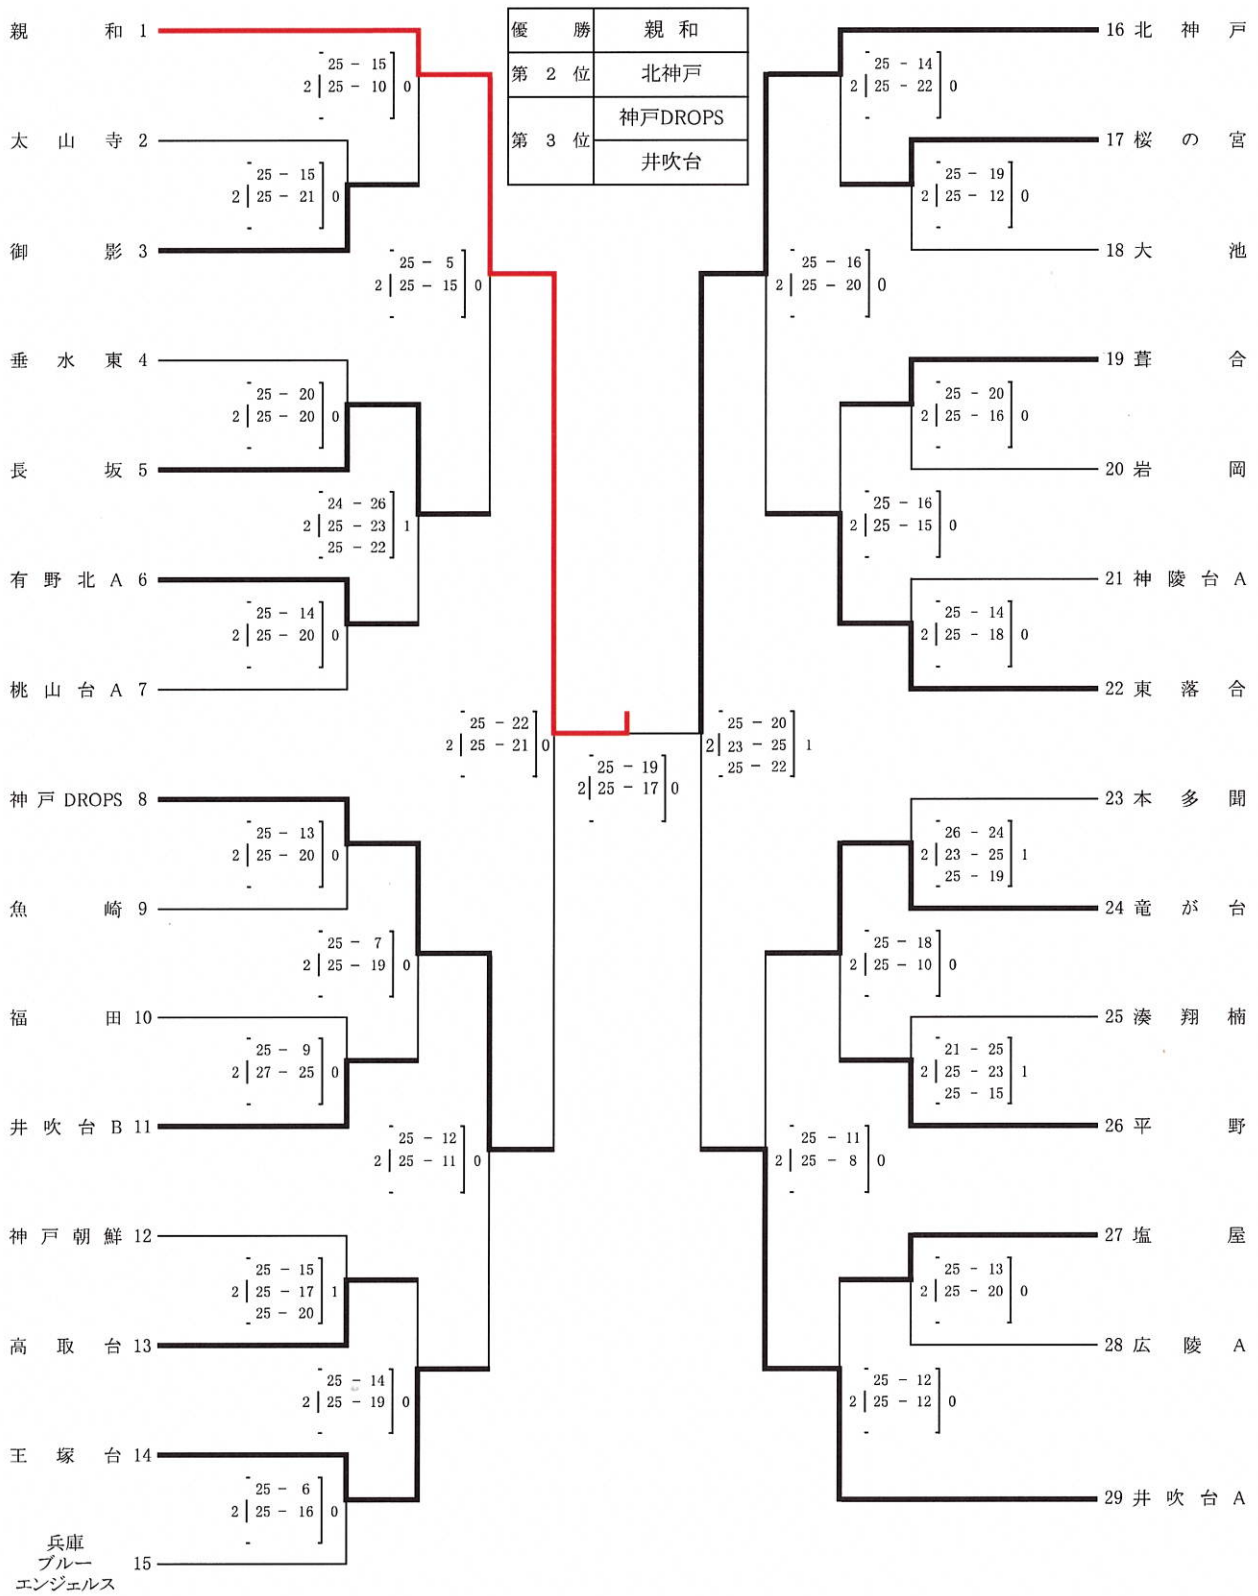 優勝 親和
第2位 北神戸
第3位 神戸DROPS
井吹台
親和 1
25 - 15
2 25 - 10 0
-
太山寺 2
25 - 15
2 25 - 21 0
-
御影 3
25 - 5
2 25 - 15 0
-
垂水東 4
25 - 20
2 25 - 20 0
-
長坂 5
24 - 26
2 25 - 23 1
25 - 22
有野北A 6
25 - 14
2 25 - 20 0
-
桃山台A 7
25 - 22
2 25 - 21 0
-
神戸DROPS 8
25 - 13
2 25 - 20 0
-
魚崎 9
25 - 7
2 25 - 19 0
-
福田 10
25 - 9
2 27 - 25 0
-
井吹台B 11
25 - 12
2 25 - 11 0
-
神戸朝鮮 12
25 - 15
2 25 - 17 1
25 - 20
高取台 13
25 - 14
2 25 - 19 0
-
王塚台 14
25 - 6
2 25 - 16 0
-
兵庫
ブルー
エンジェルス 15
25 - 19
2 25 - 17 0
-
16 北神戸
25 - 14
2 25 - 22 0
-
17 桜の宮
25 - 19
2 25 - 12 0
-
18 大池
25 - 16
2 25 - 20 0
-
19 葺合
25 - 20
2 25 - 16 0
-
20 岩岡
25 - 16
2 25 - 15 0
-
21 神陵台A
25 - 14
2 25 - 18 0
-
22 東落合
25 - 20
2 23 - 25 1
25 - 22
23 本多聞
26 - 24
2 23 - 25 1
25 - 19
24 竜が台
25 - 18
2 25 - 10 0
-
25 湊翔楠
21 - 25
2 25 - 23 1
25 - 15
26 平野
25 - 11
2 25 - 8 0
-
27 塩屋
25 - 13
2 25 - 20 0
-
28 広陵A
25 - 12
2 25 - 12 0
-
29 井吹台A